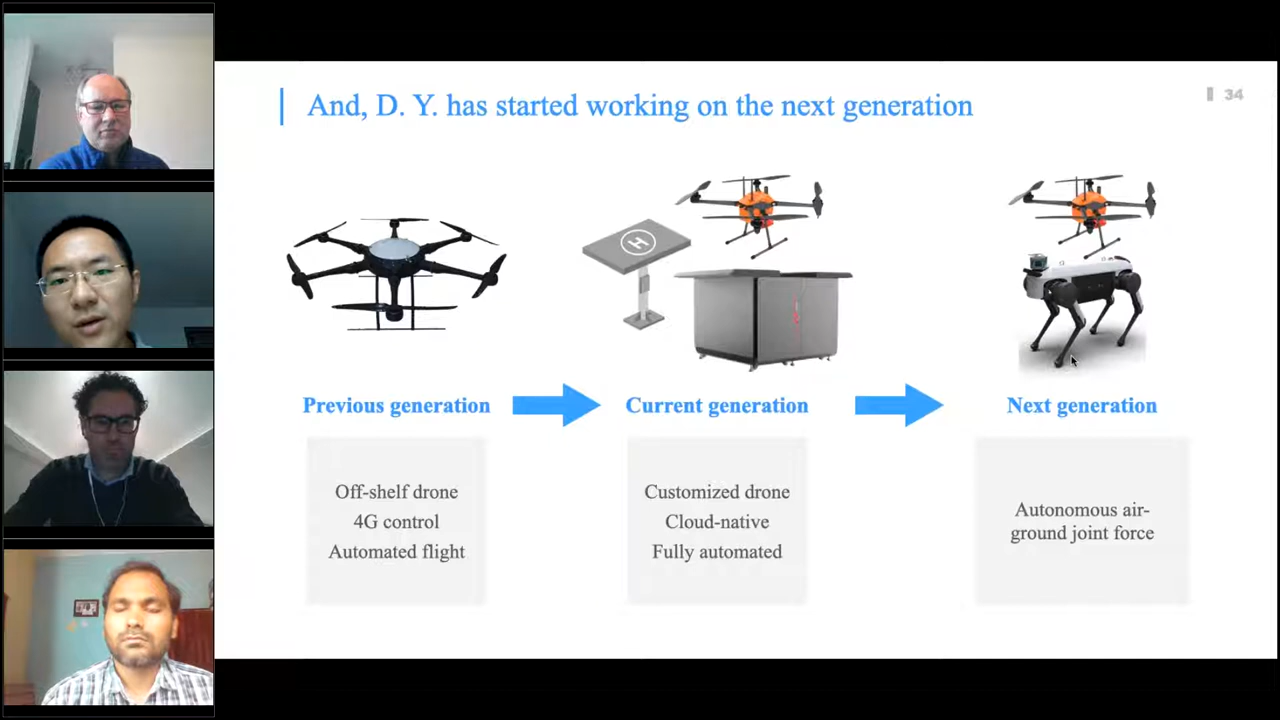 And, D. Y. has started working on the next generation
34
H
Previous generation
Current generation
Next generation
Off-shelf drone
4G control
Automated flight
Customized drone
Cloud-native
Fully automated
Autonomous air-
ground joint force